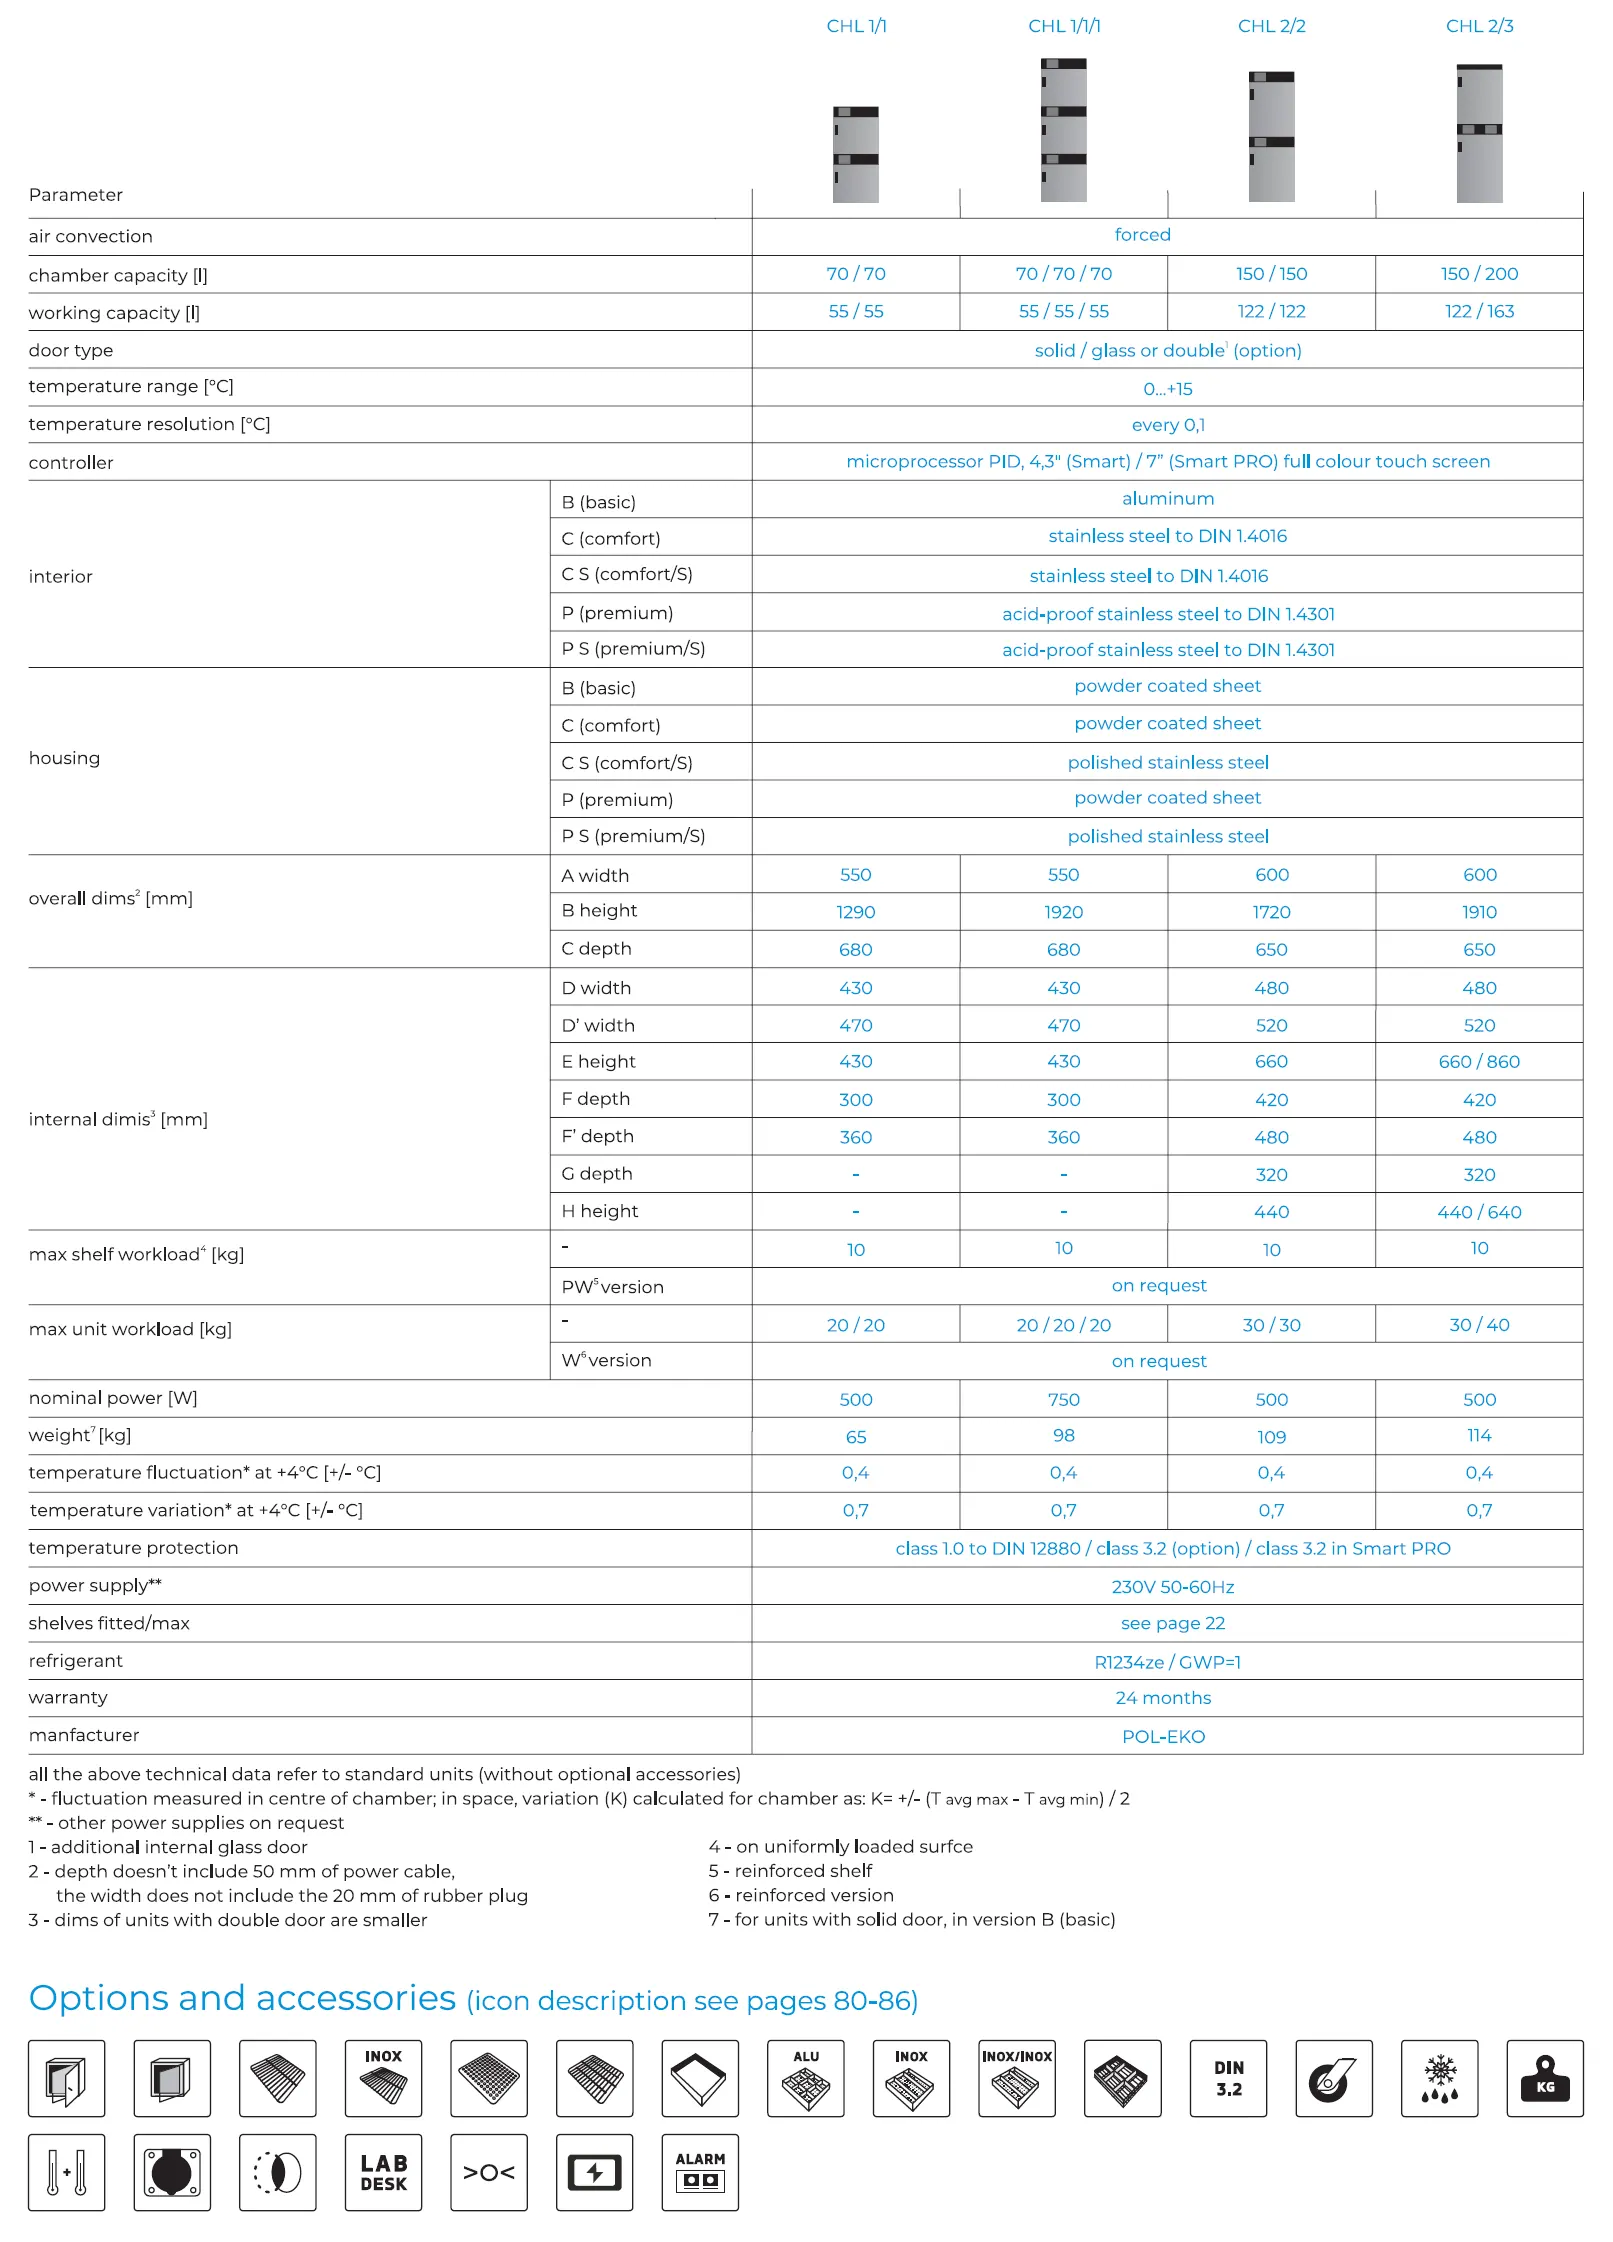 CHL 1/1 CHL 1/1/1 CHL 2/2 CHL 2/3
Parameter
air convection forced
chamber capacity [l] 70 / 70 70 / 70 / 70 150 / 150 150 / 200
working capacity [l] 55 / 55 55 / 55 / 55 122 / 122 122 / 163
door type solid / glass or double¹ (option)
temperature range [°C] 0...+15
temperature resolution [°C] every 0,1
controller microprocessor PID, 4,3" (Smart) / 7” (Smart PRO) full colour touch screen
interior
B (basic) aluminum
C (comfort) stainless steel to DIN 1.4016
C S (comfort/S) stainless steel to DIN 1.4016
P (premium) acid-proof stainless steel to DIN 1.4301
P S (premium/S) acid-proof stainless steel to DIN 1.4301
housing
B (basic) powder coated sheet
C (comfort) powder coated sheet
C S (comfort/S) polished stainless steel
P (premium) powder coated sheet
P S (premium/S) polished stainless steel
overall dims² [mm]
A width 550 550 600 600
B height 1290 1920 1720 1910
C depth 680 680 650 650
internal dimis³ [mm]
D width 430 430 480 480
D’ width 470 470 520 520
E height 430 430 660 660 / 860
F depth 300 300 420 420
F’ depth 360 360 480 480
G depth - - 320 320
H height - - 440 440 / 640
max shelf workload⁴ [kg]
- 10 10 10 10
PW⁵ version on request
max unit workload [kg]
- 20 / 20 20 / 20 / 20 30 / 30 30 / 40
W⁶ version on request
nominal power [W] 500 750 500 500
weight⁷ [kg] 65 98 109 114
temperature fluctuation* at +4°C [+/- °C] 0,4 0,4 0,4 0,4
temperature variation* at +4°C [+/- °C] 0,7 0,7 0,7 0,7
temperature protection class 1.0 to DIN 12880 / class 3.2 (option) / class 3.2 in Smart PRO
power supply** 230V 50-60Hz
shelves fitted/max see page 22
refrigerant R1234ze / GWP=1
warranty 24 months
manfacturer POL-EKO
all the above technical data refer to standard units (without optional accessories)
* - fluctuation measured in centre of chamber; in space, variation (K) calculated for chamber as: K= +/- (T avg max - T avg min) / 2
** - other power supplies on request
1 - additional internal glass door
2 - depth doesn’t include 50 mm of power cable,
the width does not include the 20 mm of rubber plug
3 - dims of units with double door are smaller
4 - on uniformly loaded surfce
5 - reinforced shelf
6 - reinforced version
7 - for units with solid door, in version B (basic)
Options and accessories (icon description see pages 80-86)
INOX
ALU
INOX
INOX/INOX
DIN
3.2
KG
+
LAB
DESK
>O<
ALARM